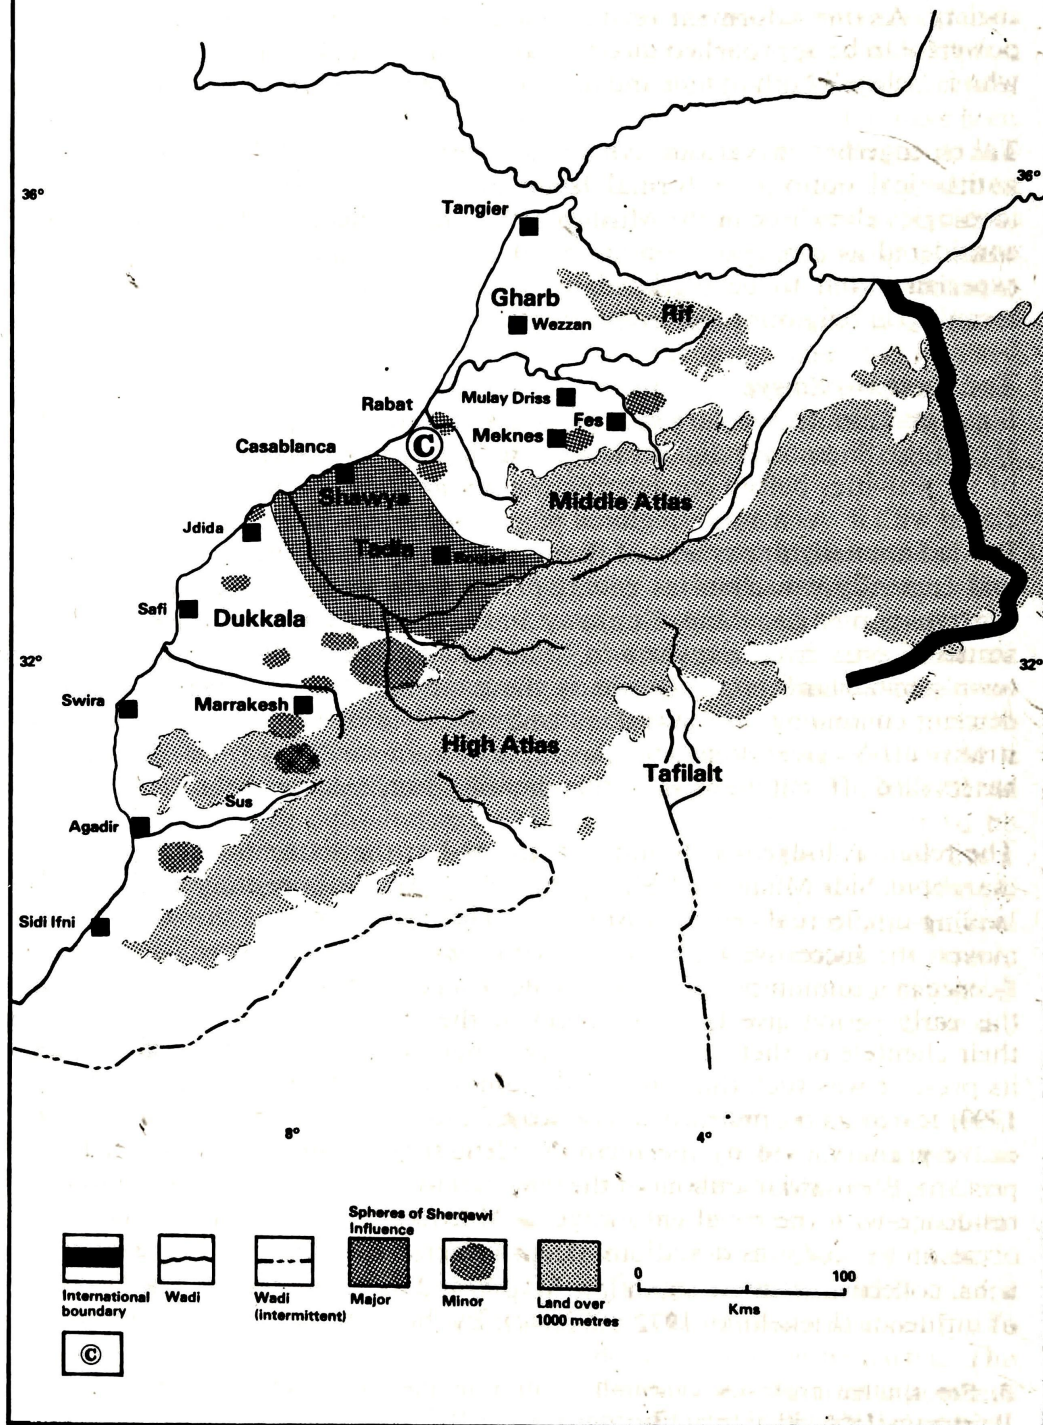 36°
36°
Tangier
Gharb
Wezzan
Rif
Mulay Driss
Rabat
Fes
Meknes
C
Casablanca
Shawya
Middle Atlas
Jdida
Tadla
Safi
Dukkala
32°
32°
Swira
Marrakesh
High Atlas
Tafilalt
Sus
Agadir
Sidi Ifni
8°
4°
Spheres of Sherqawi
Influence
International
boundary
Wadi
Wadi
(intermittent)
Major
Minor
Land over
1000 metres
0
100
Kms
©